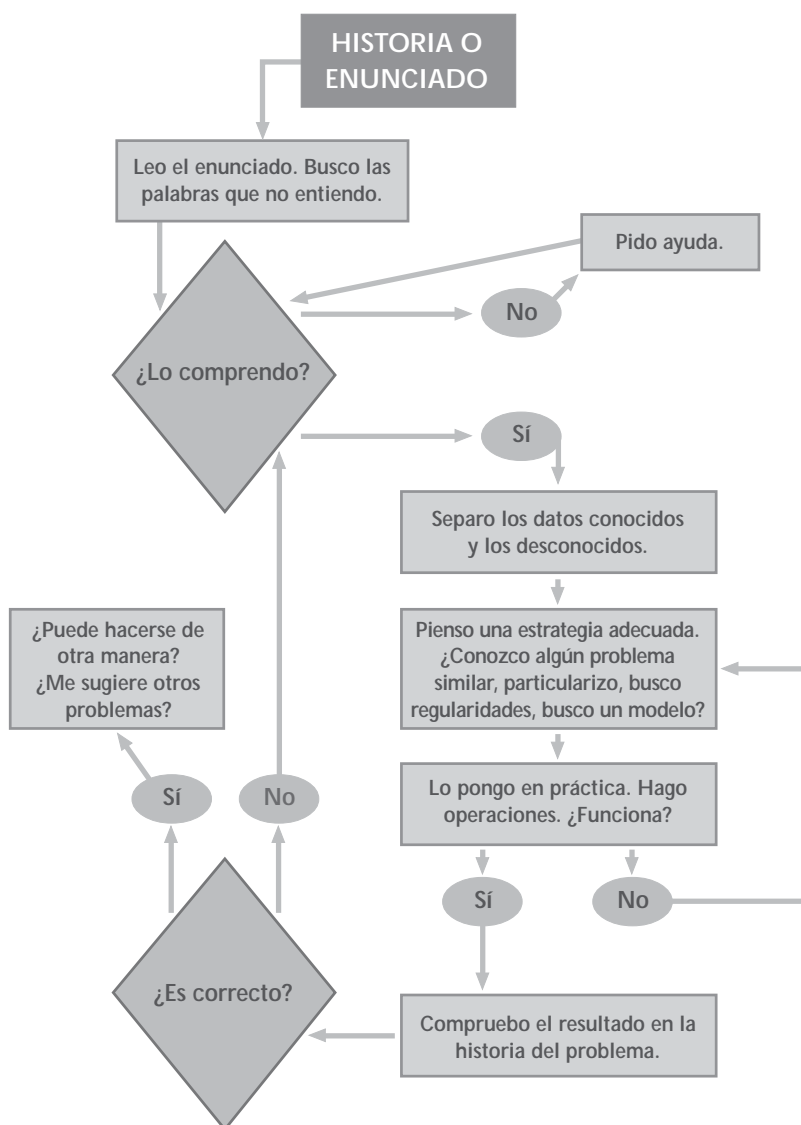 HISTORIA O
ENUNCIADO
Leo el enunciado. Busco las
palabras que no entiendo.
Pido ayuda.
No
¿Lo comprendo?
Sí
Separo los datos conocidos
y los desconocidos.
¿Puede hacerse de
otra manera?
¿Me sugiere otros
problemas?
Pienso una estrategia adecuada.
¿Conozco algún problema
similar, particularizo, busco
regularidades, busco un modelo?
Sí
No
Lo pongo en práctica. Hago
operaciones. ¿Funciona?
Sí
No
¿Es correcto?
Compruebo el resultado en la
historia del problema.